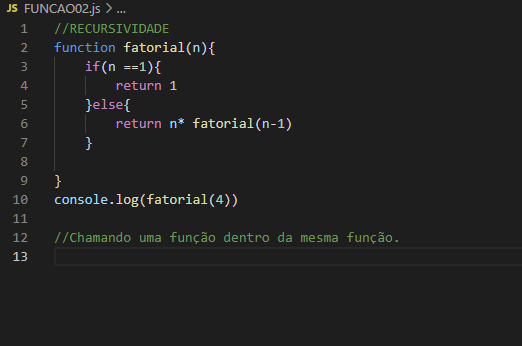 JS FUNCAO02.js > ...
1 //RECURSIVIDADE
2 function fatorial(n){
3     if(n ==1){
4         return 1
5     }else{
6         return n* fatorial(n-1)
7     }
8
9 }
10 console.log(fatorial(4))
11
12 //Chamando uma função dentro da mesma função.
13